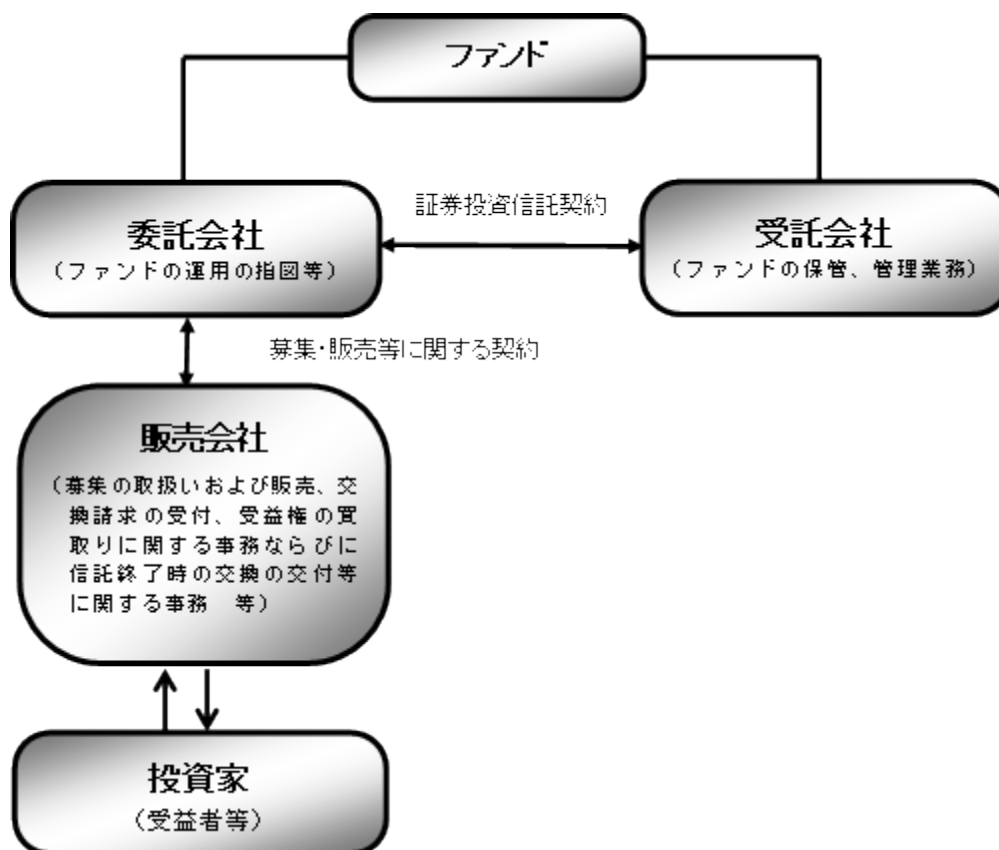 ファンド
証券投資信託契約
委託会社
(ファンドの運用の指図等)
受託会社
(ファンドの保管、管理業務)
募集・販売等に関する契約
販売会社
(募集の取扱いおよび販売、交
換請求の受付、受益権の買
取りに関する事務ならびに
信託終了時の交換の交付等
に関する事務　等)
投資家
(受益者等)